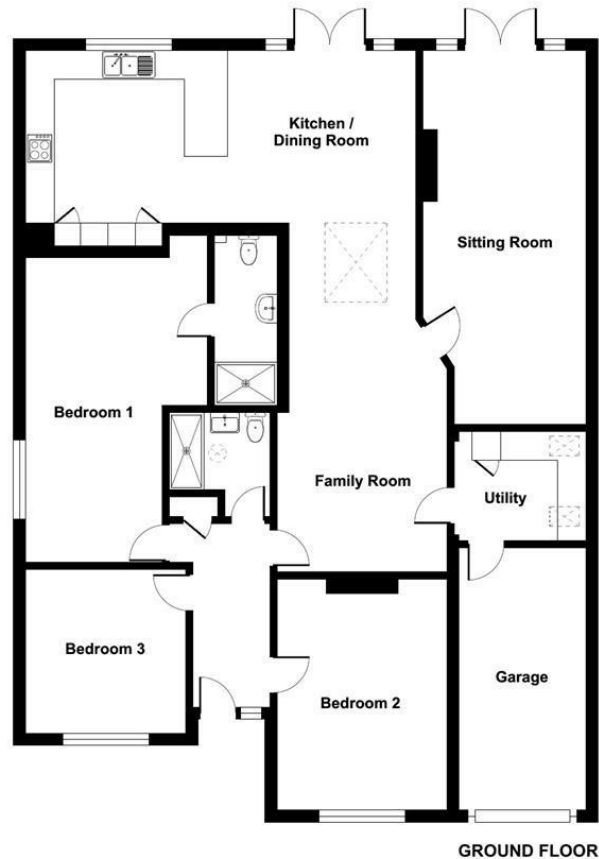 Kitchen /
Dining Room
Sitting Room
Bedroom 1
Family Room
Utility
Bedroom 3
Garage
Bedroom 2
GROUND FLOOR